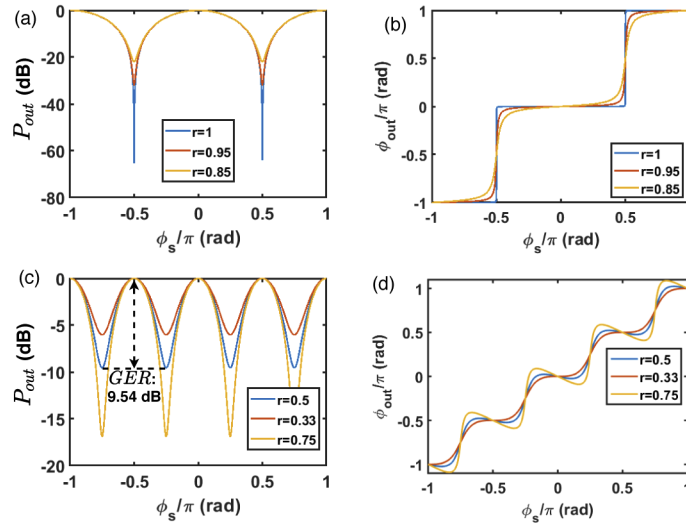 (a)
0
-20
-40
-60
-80
P_out (dB)
r=1
r=0.95
r=0.85
-1 -0.5 0 0.5 1
ϕ_s/π (rad)
(b)
1
0.5
0
-0.5
-1
ϕ_out/π (rad)
r=1
r=0.95
r=0.85
-1 -0.5 0 0.5 1
ϕ_s/π (rad)
(c)
0
-5
-10
-15
-20
P_out (dB)
GER:
9.54 dB
r=0.5
r=0.33
r=0.75
-1 -0.5 0 0.5 1
ϕ_s/π (rad)
(d)
1
0.5
0
-0.5
-1
ϕ_out/π (rad)
r=0.5
r=0.33
r=0.75
-1 -0.5 0 0.5 1
ϕ_s/π (rad)